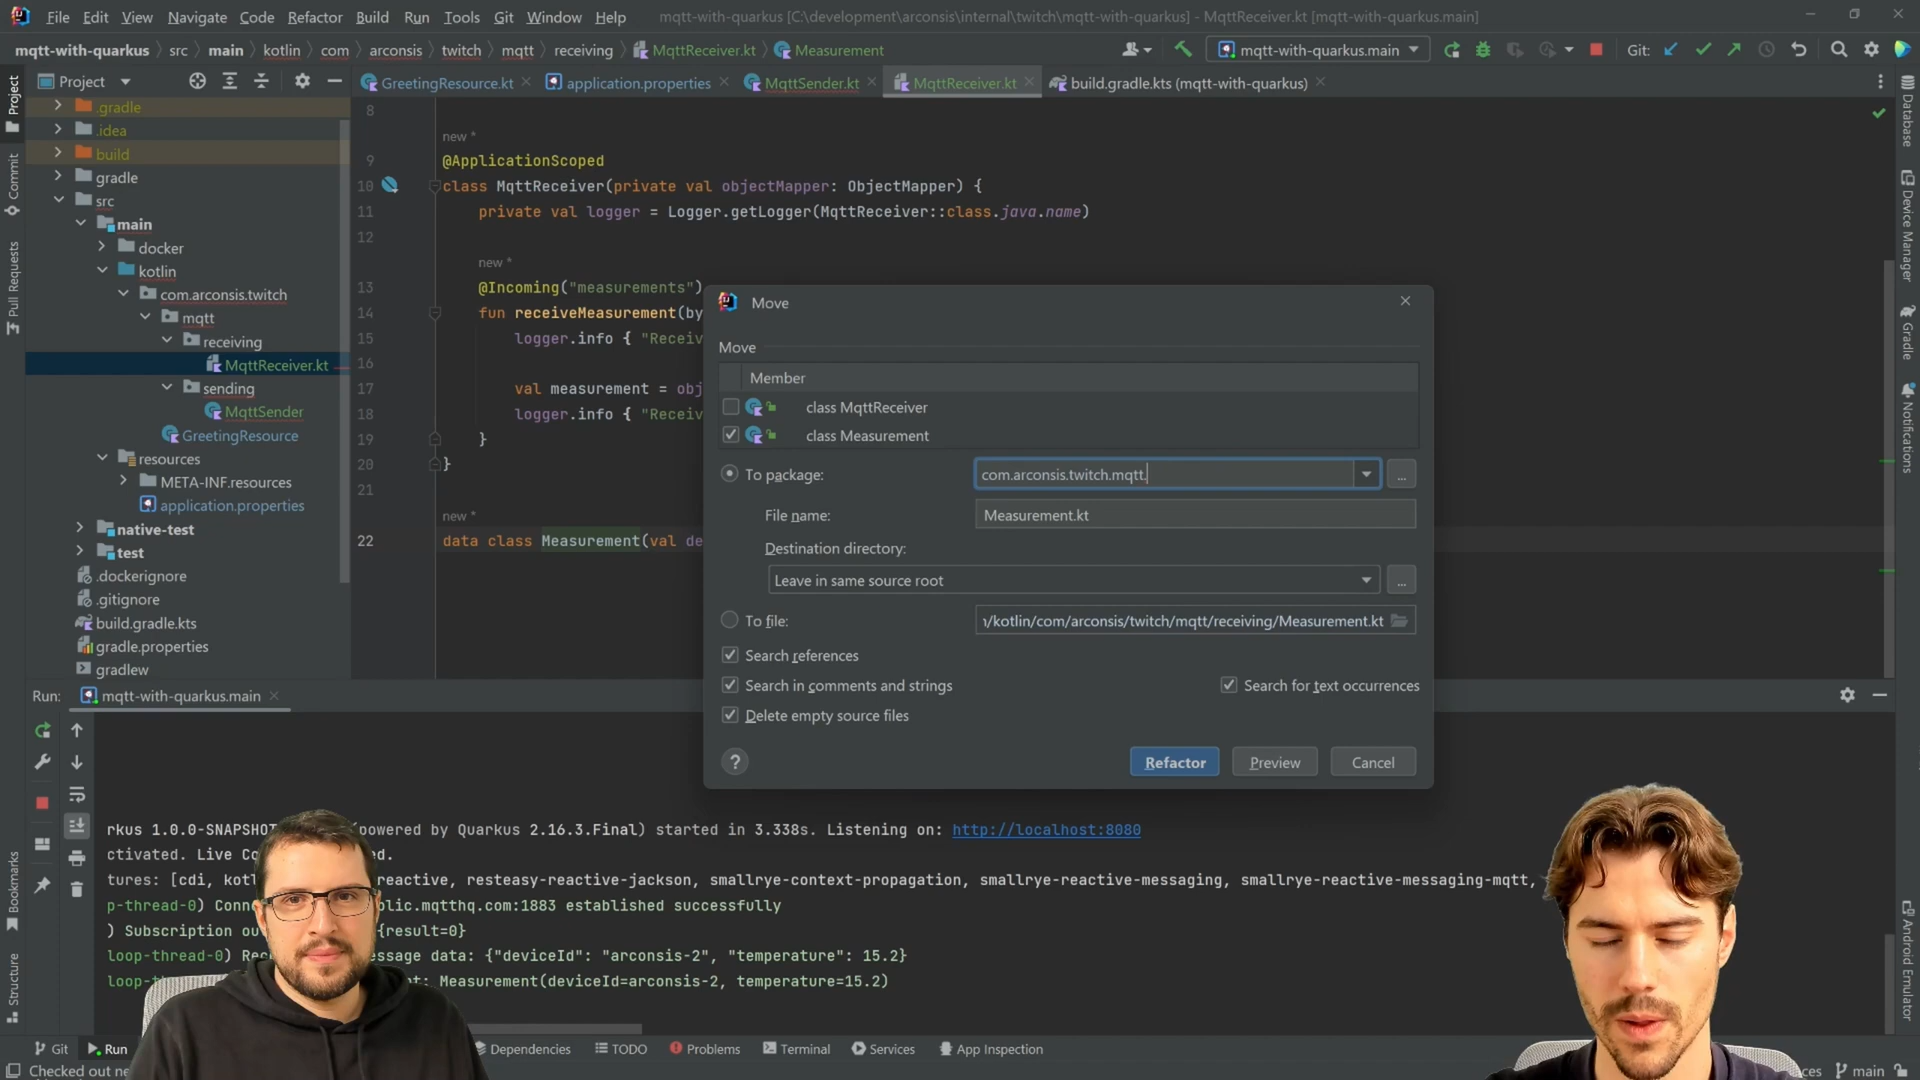 File Edit View Navigate Code Refactor Build Run Tools Git Window Help mqtt-with-quarkus [C:\development\arconsis\internal\twitch\mqtt-with-quarkus] - MqttReceiver.kt [mqtt-with-quarkus.main]
mqtt-with-quarkus src main kotlin com arconsis twitch mqtt receiving MqttReceiver.kt Measurement mqtt-with-quarkus.main Git:
Project GreetingResource.kt application.properties MqttSender.kt MqttReceiver.kt build.gradle.kts (mqtt-with-quarkus)
Project
Commit
Pull Requests
Bookmarks
Structure
.gradle
.idea
build
gradle
src
main
docker
kotlin
com.arconsis.twitch
mqtt
receiving
MqttReceiver.kt
sending
MqttSender
GreetingResource
resources
META-INF.resources
application.properties
native-test
test
.dockerignore
.gitignore
build.gradle.kts
gradle.properties
gradlew
8
new *
9 @ApplicationScoped
10 class MqttReceiver(private val objectMapper: ObjectMapper) {
11 private val logger = Logger.getLogger(MqttReceiver::class.java.name)
12
new *
13 @Incoming("measurements")
14 fun receiveMeasurement(by
15 logger.info { "Receiv
16
17 val measurement = obj
18 logger.info { "Receiv
19 }
20 }
21
new *
22 data class Measurement(val de
Move
Move
Member
class MqttReceiver
class Measurement
To package: com.arconsis.twitch.mqtt.
File name: Measurement.kt
Destination directory:
Leave in same source root
To file: /kotlin/com/arconsis/twitch/mqtt/receiving/Measurement.kt
Search references
Search in comments and strings Search for text occurrences
Delete empty source files
? Refactor Preview Cancel
Database
Device Manager
Gradle
Notifications
Android Emulator
Run: mqtt-with-quarkus.main
rkus 1.0.0-SNAPSHOT (powered by Quarkus 2.16.3.Final) started in 3.338s. Listening on: http://localhost:8080
ctivated. Live Co ed.
tures: [cdi, kotl reactive, resteasy-reactive-jackson, smallrye-context-propagation, smallrye-reactive-messaging, smallrye-reactive-messaging-mqtt,
p-thread-0) Conne blic.mqtthq.com:1883 established successfully
) Subscription ou {result=0}
loop-thread-0) Rec ssage data: {"deviceId": "arconsis-2", "temperature": 15.2}
loop-th t: Measurement(deviceId=arconsis-2, temperature=15.2)
Git Run Dependencies TODO Problems Terminal Services App Inspection
Checked out ne ces main